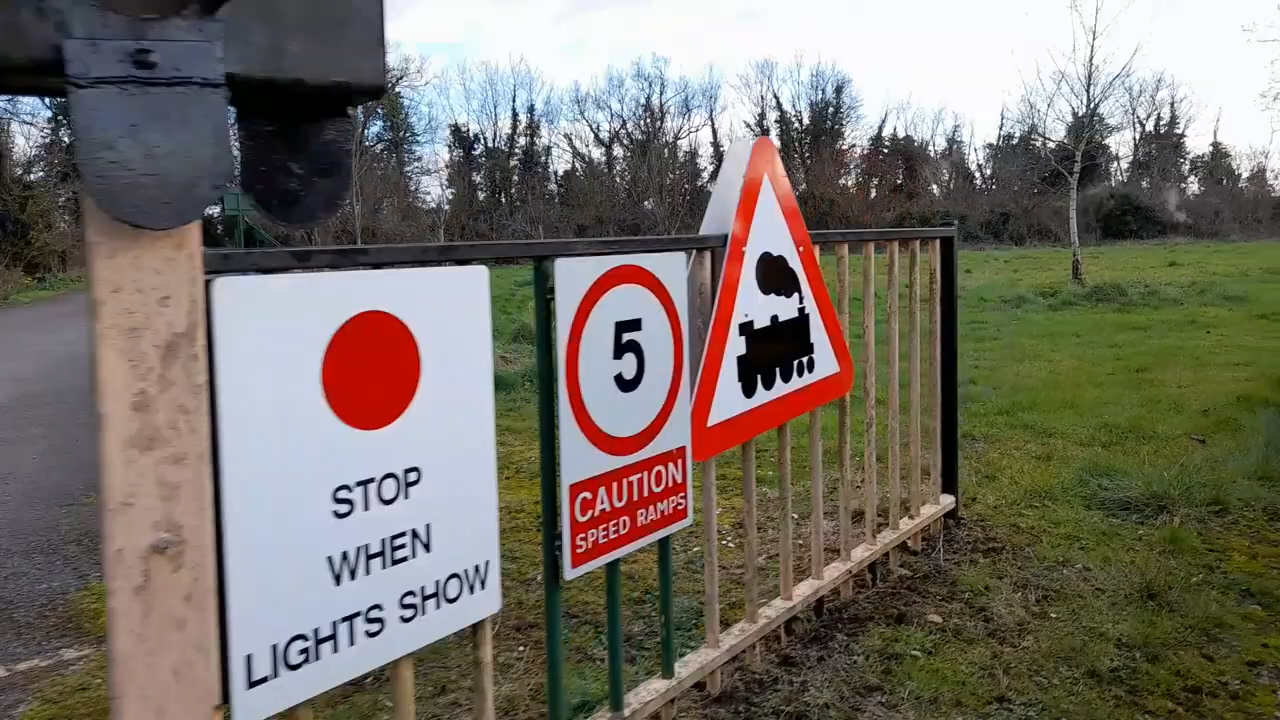 STOP
WHEN
LIGHTS SHOW
5
CAUTION
SPEED RAMPS